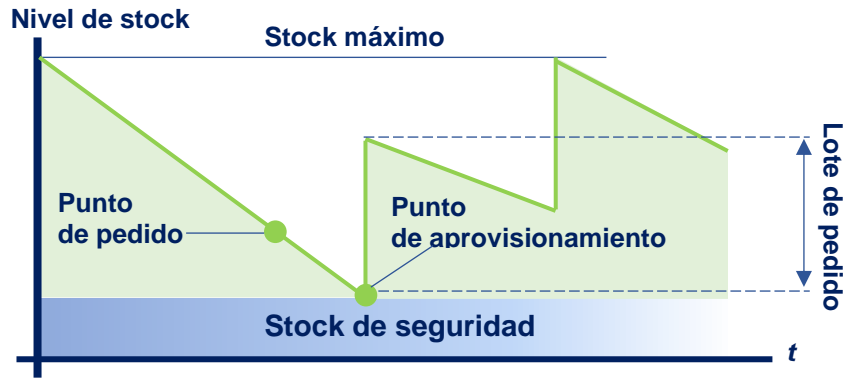 Nivel de stock
Stock máximo
Punto
de pedido
Punto
de aprovisionamiento
Lote de pedido
Stock de seguridad
t